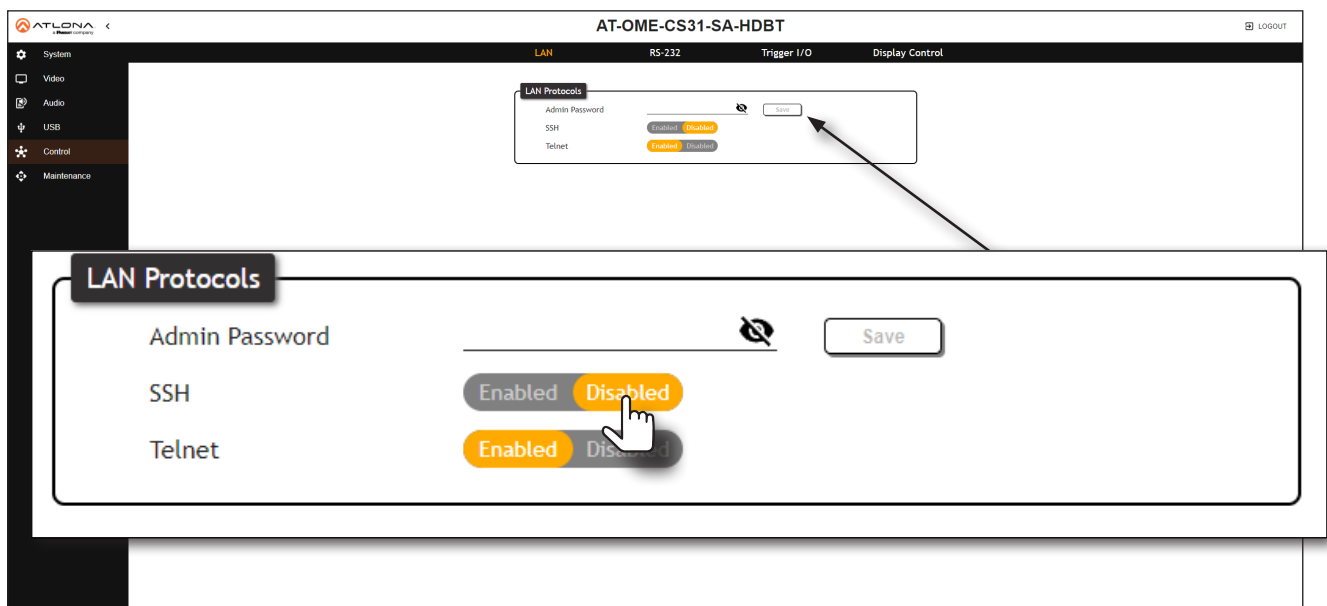 ATLONA
a Panduit company
AT-OME-CS31-SA-HDBT
LOGOUT
System
Video
Audio
USB
Control
Maintenance
LAN RS-232 Trigger I/O Display Control
LAN Protocols
Admin Password Save
SSH Enabled Disabled
Telnet Enabled Disabled
LAN Protocols
Admin Password Save
SSH Enabled Disabled
Telnet Enabled Disabled